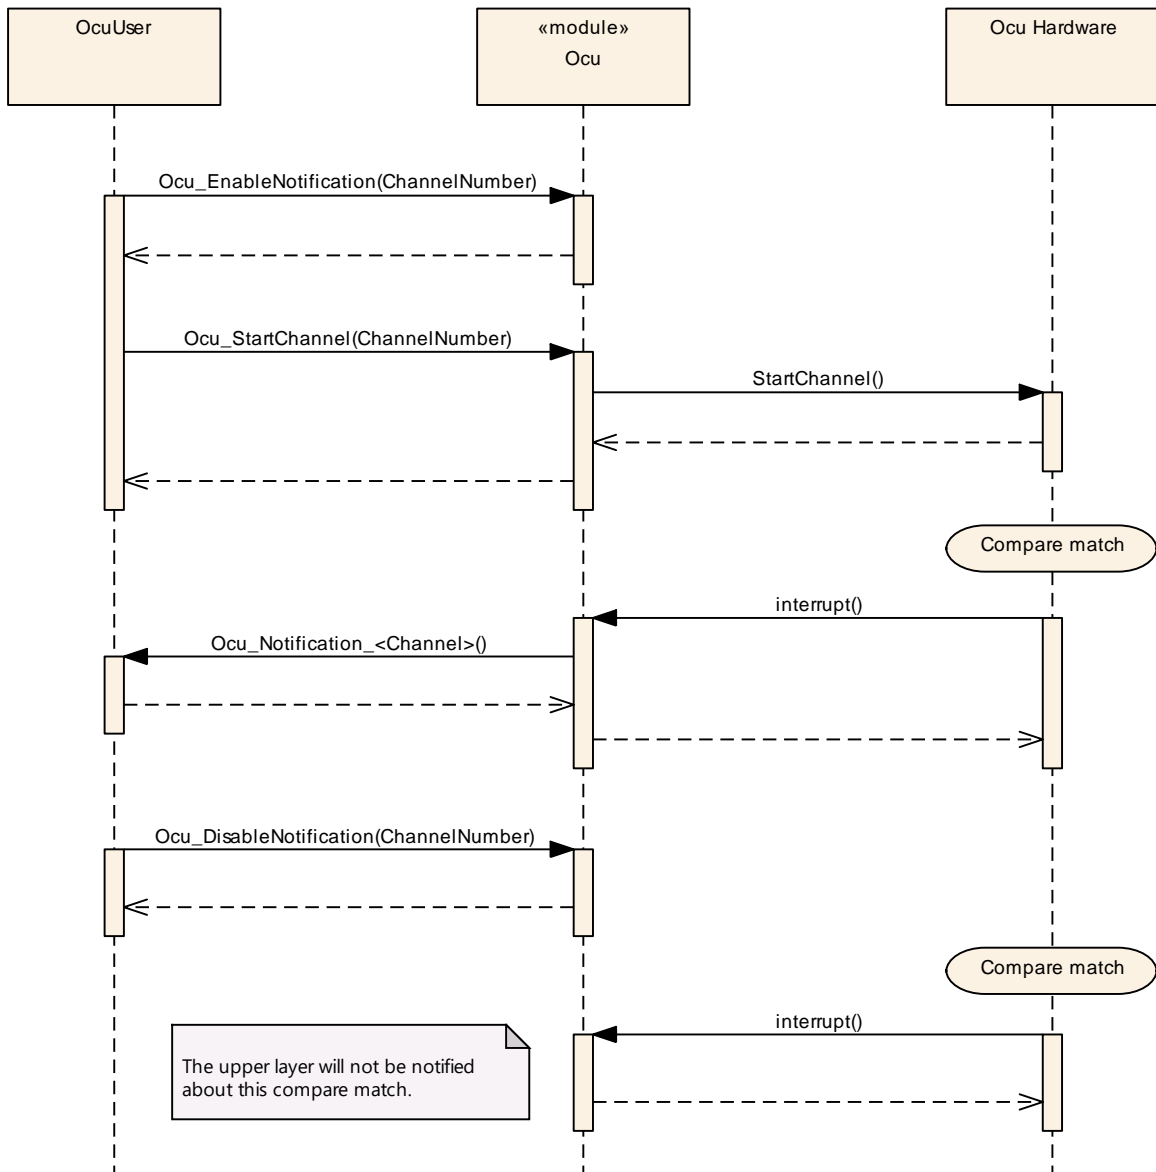 OcuUser
«module»
Ocu
Ocu Hardware
Ocu_EnableNotification(ChannelNumber)
Ocu_StartChannel(ChannelNumber)
StartChannel()
Compare match
interrupt()
Ocu_Notification_<Channel>()
Ocu_DisableNotification(ChannelNumber)
Compare match
interrupt()
The upper layer will not be notified
about this compare match.